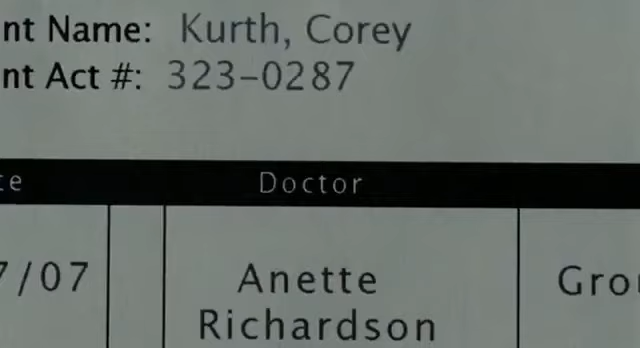 nt Name: Kurth, Corey
nt Act #: 323-0287
te Doctor
7/07 Anette Gro
Richardson